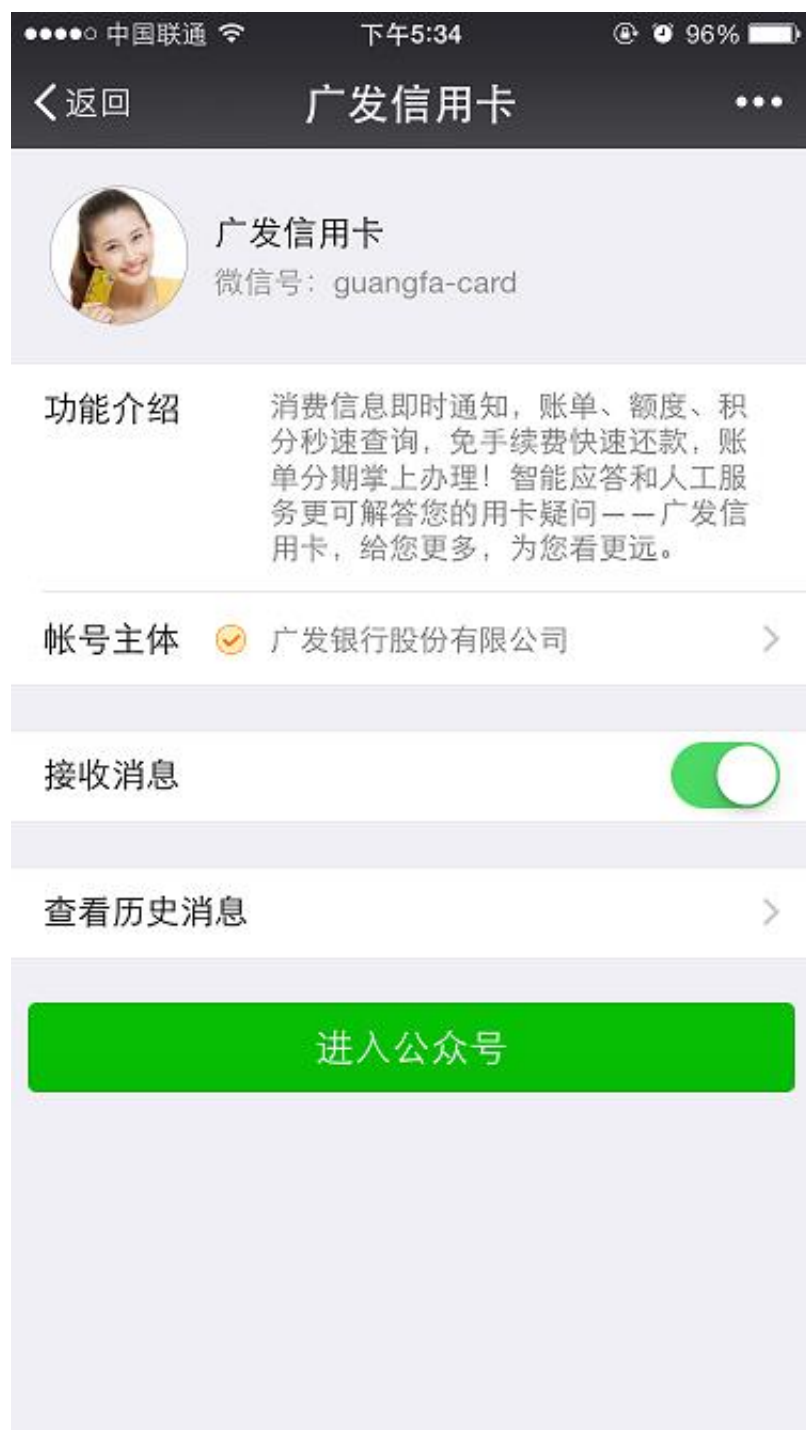 中国联通 下午5:34 96%
返回 广发信用卡
广发信用卡
微信号：guangfa-card
功能介绍 消费信息即时通知，账单、额度、积
分秒速查询，免手续费快速还款，账
单分期掌上办理！智能应答和人工服
务更可解答您的用卡疑问——广发信
用卡，给您更多，为您看更远。
帐号主体 广发银行股份有限公司
接收消息
查看历史消息
进入公众号